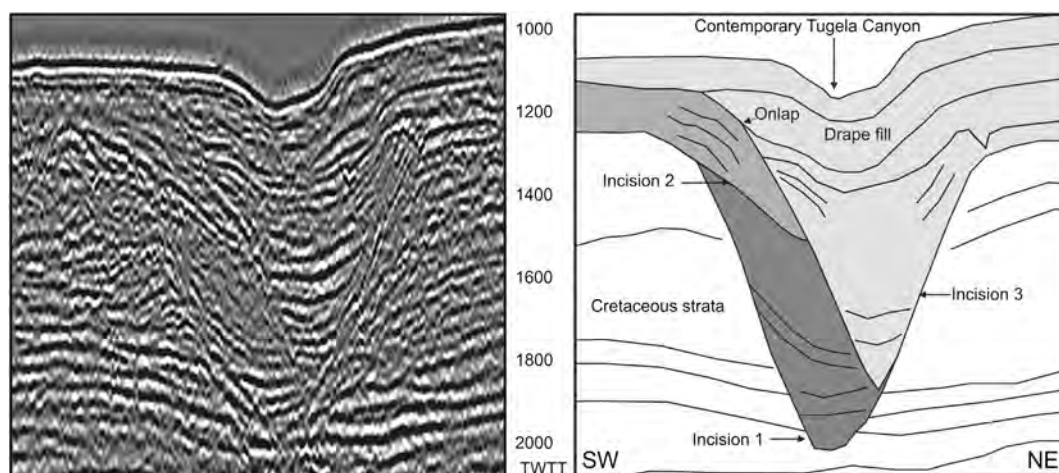 1000
1200
1400
1600
1800
2000
TWTT
Contemporary Tugela Canyon
Onlap
Drape fill
Incision 2
Incision 3
Cretaceous strata
Incision 1
SW
NE